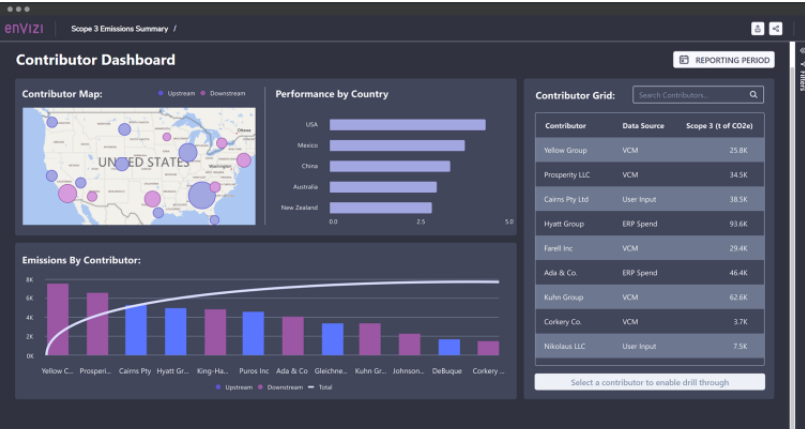 enVIZI
Scope 3 Emissions Summary /
Contributor Dashboard
REPORTING PERIOD
Filters
Contributor Map:
Upstream Downstream
UNITED STATES
Ottawa
Washington
Performance by Country
USA
Mexico
China
Australia
New Zealand
0.0 2.5 5.0
Contributor Grid:
Search Contributors...
Contributor Data Source Scope 3 (t of CO2e)
Yellow Group VCM 25.8K
Prosperity LLC VCM 34.5K
Cairns Pty Ltd User Input 38.5K
Hyatt Group ERP Spend 93.6K
Farell Inc VCM 29.4K
Ada & Co. ERP Spend 46.4K
Kuhn Group VCM 62.6K
Corkery Co. VCM 3.7K
Nikolaus LLC User Input 7.5K
Select a contributor to enable drill through
Emissions By Contributor:
8K
6K
4K
2K
0K
Yellow C... Prosperi... Cairns Pty Hyatt Gr... King-Ha... Puros Inc Ada & Co Gleichne... Kuhn Gr... Johnson... DeBuque Corkery ...
Upstream Downstream Total